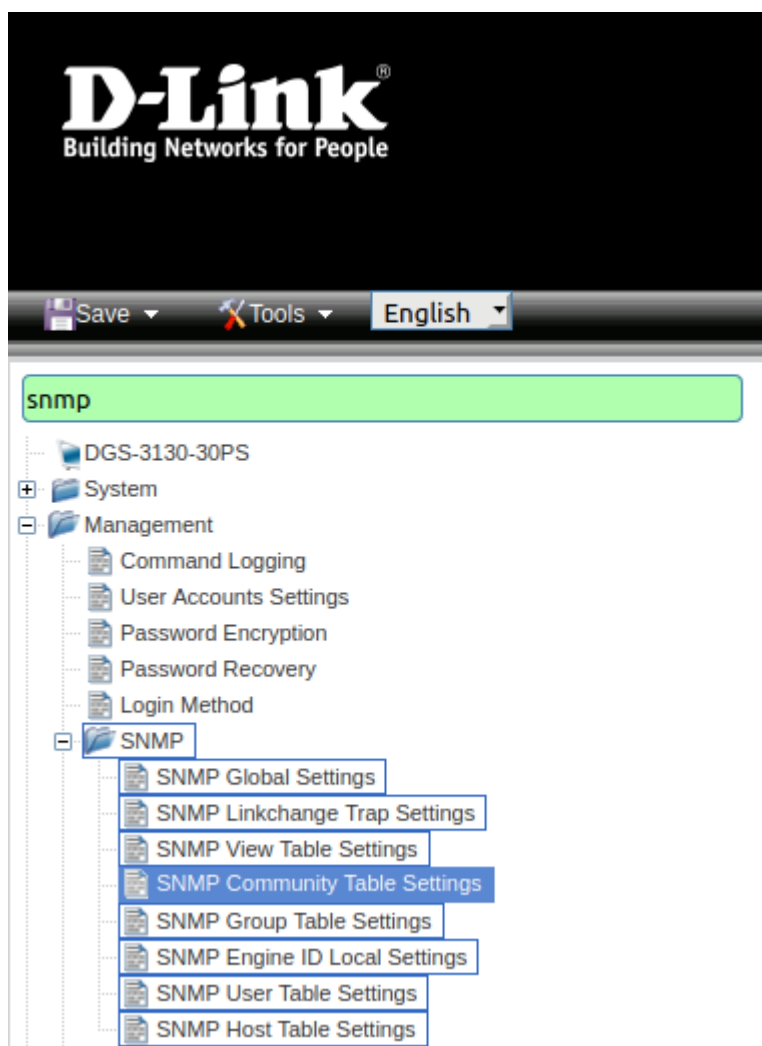 D-Link®
Building Networks for People
Save Tools English
snmp
DGS-3130-30PS
System
Management
Command Logging
User Accounts Settings
Password Encryption
Password Recovery
Login Method
SNMP
SNMP Global Settings
SNMP Linkchange Trap Settings
SNMP View Table Settings
SNMP Community Table Settings
SNMP Group Table Settings
SNMP Engine ID Local Settings
SNMP User Table Settings
SNMP Host Table Settings